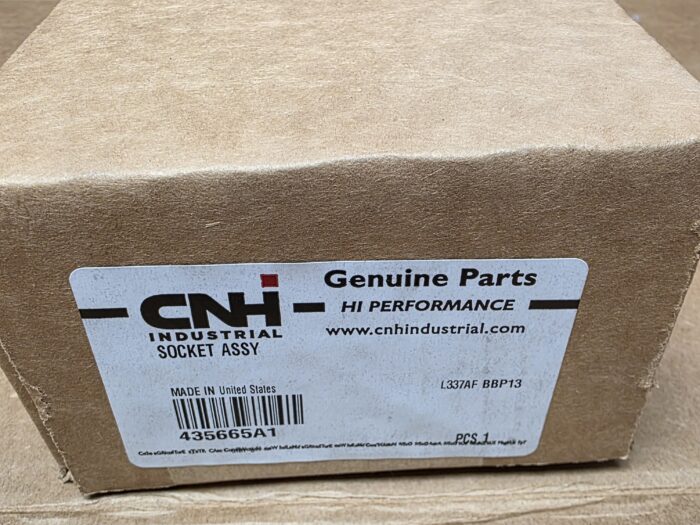 CNH
INDUSTRIAL
Genuine Parts
HI PERFORMANCE
www.cnhindustrial.com
SOCKET ASSY
MADE IN United States
L337AF BBP13
435665A1
PCS 1